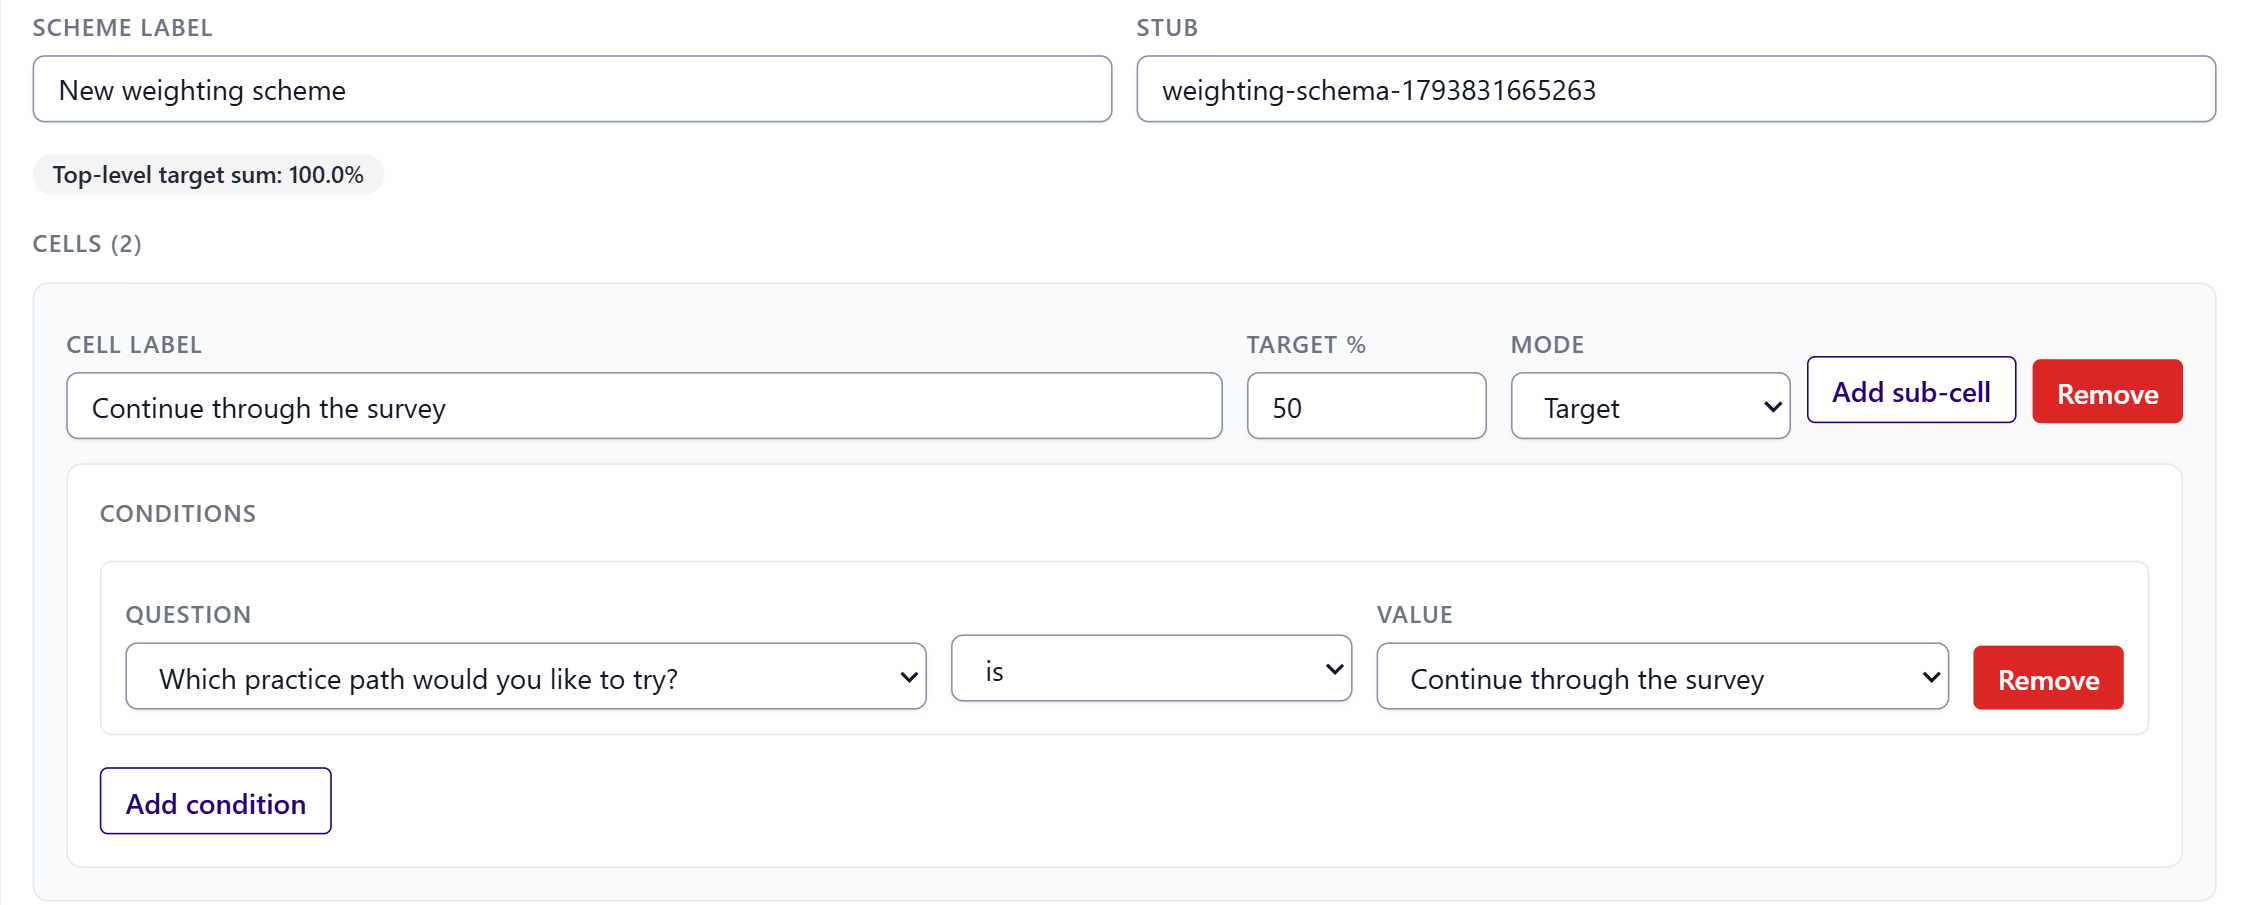 SCHEME LABEL
STUB
New weighting scheme
weighting-schema-1793831665263
Top-level target sum: 100.0%
CELLS (2)
CELL LABEL
TARGET %
MODE
Continue through the survey
50
Target
Add sub-cell
Remove
CONDITIONS
QUESTION
VALUE
Which practice path would you like to try?
is
Continue through the survey
Remove
Add condition